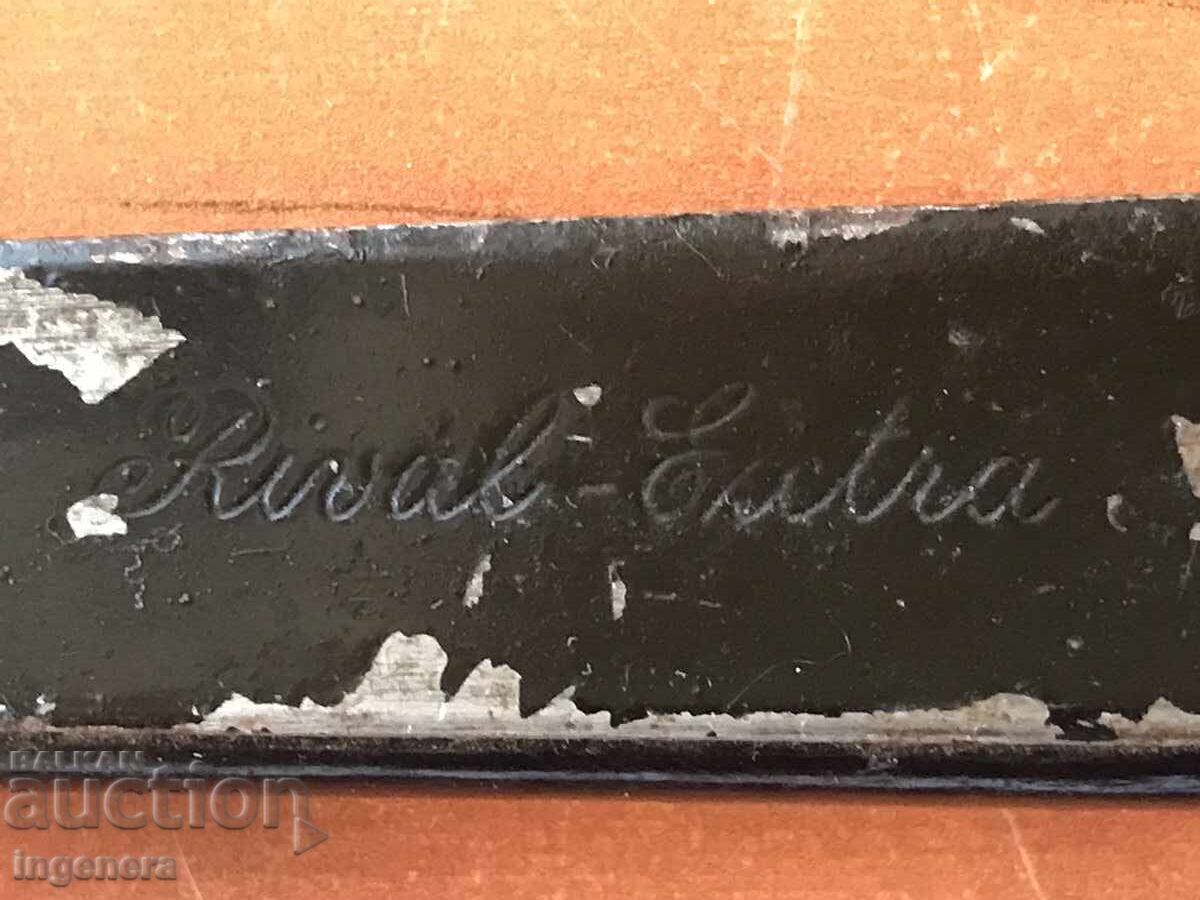 Rival - Extra
BALKAN
auction
ingenera